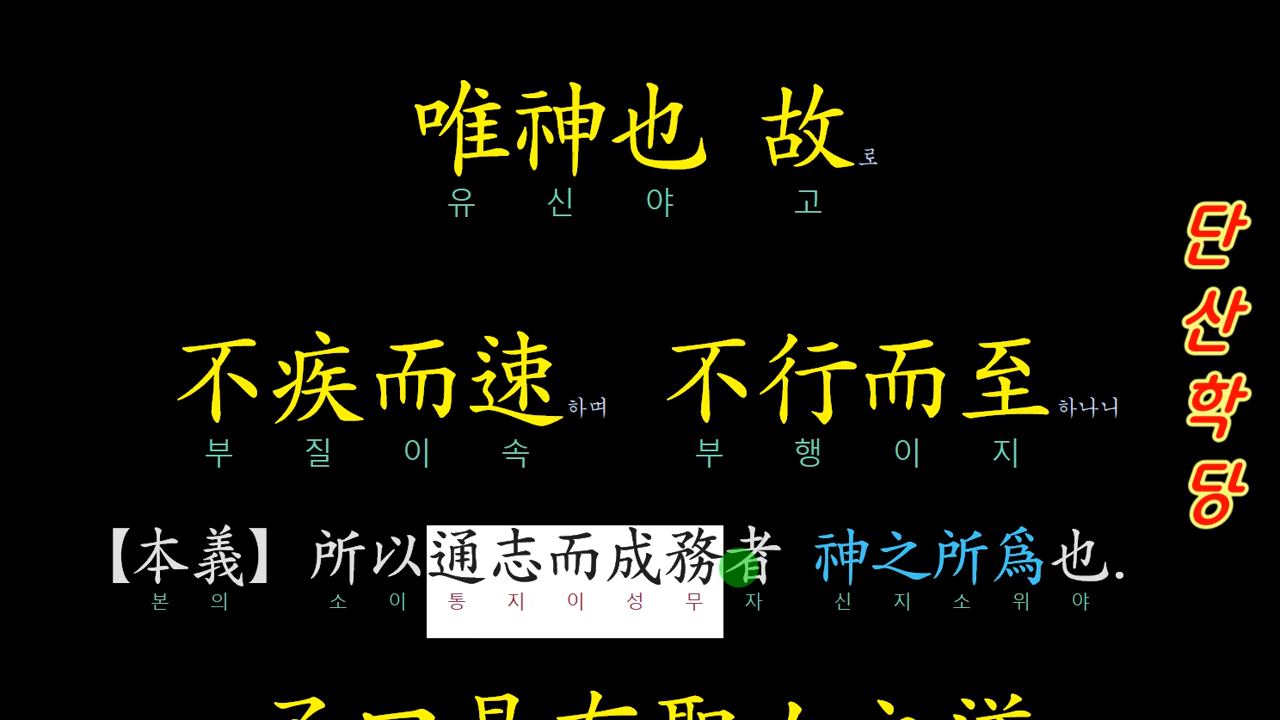 唯神也 故로
유 신 야 고
不疾而速하며 不行而至하나니
부 질 이 속 부 행 이 지
【本義】 所以通志而成務者 神之所爲也.
본 의 소 이 통 지 이 성 무 자 신 지 소 위 야
단산학당